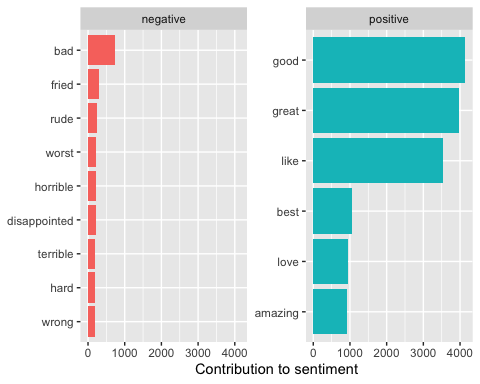 negative
bad
fried
rude
worst
horrible
disappointed
terrible
hard
wrong
0 1000 2000 3000 4000
positive
good
great
like
best
love
amazing
0 1000 2000 3000 4000
Contribution to sentiment